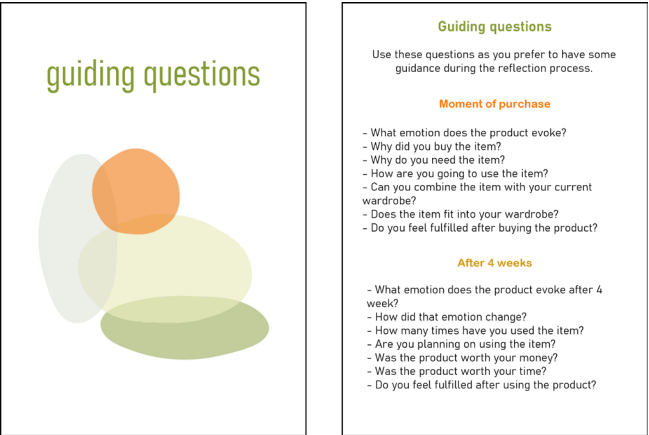 guiding questions
Guiding questions
Use these questions as you prefer to have some
guidance during the reflection process.
Moment of purchase
- What emotion does the product evoke?
- Why did you buy the item?
- Why do you need the item?
- How are you going to use the item?
- Can you combine the item with your current
wardrobe?
- Does the item fit into your wardrobe?
- Do you feel fulfilled after buying the product?
After 4 weeks
- What emotion does the product evoke after 4
week?
- How did that emotion change?
- How many times have you used the item?
- Are you planning on using the item?
- Was the product worth your money?
- Was the product worth your time?
- Do you feel fulfilled after using the product?